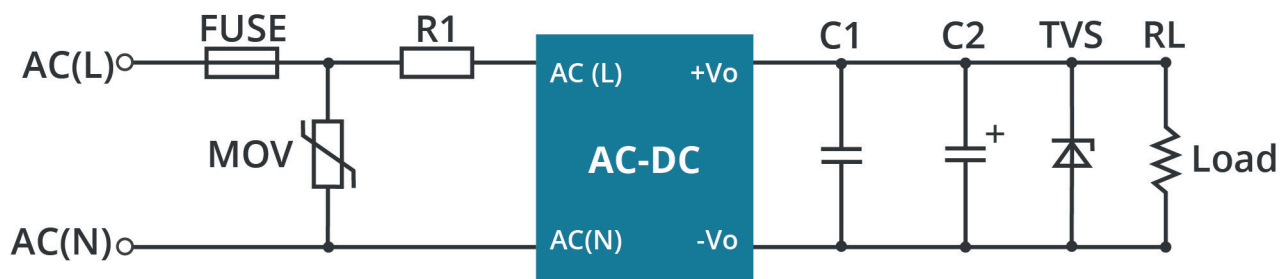 FUSE
R1
C1
C2
TVS
RL
AC(L)
AC (L)
+Vo
+
MOV
AC-DC
Load
AC(N)
AC(N)
-Vo